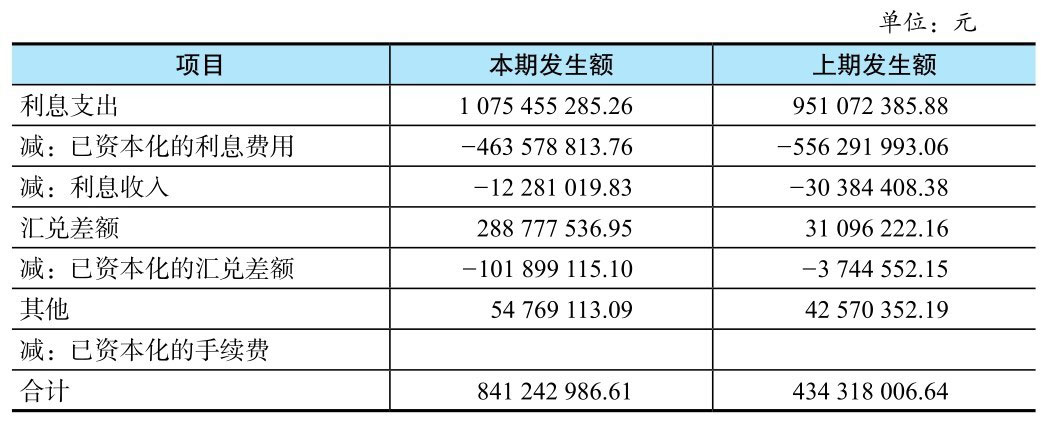 单位：元
项目 本期发生额 上期发生额
利息支出 1 075 455 285.26 951 072 385.88
减：已资本化的利息费用 −463 578 813.76 −556 291 993.06
减：利息收入 −12 281 019.83 −30 384 408.38
汇兑差额 288 777 536.95 31 096 222.16
减：已资本化的汇兑差额 −101 899 115.10 −3 744 552.15
其他 54 769 113.09 42 570 352.19
减：已资本化的手续费
合计 841 242 986.61 434 318 006.64